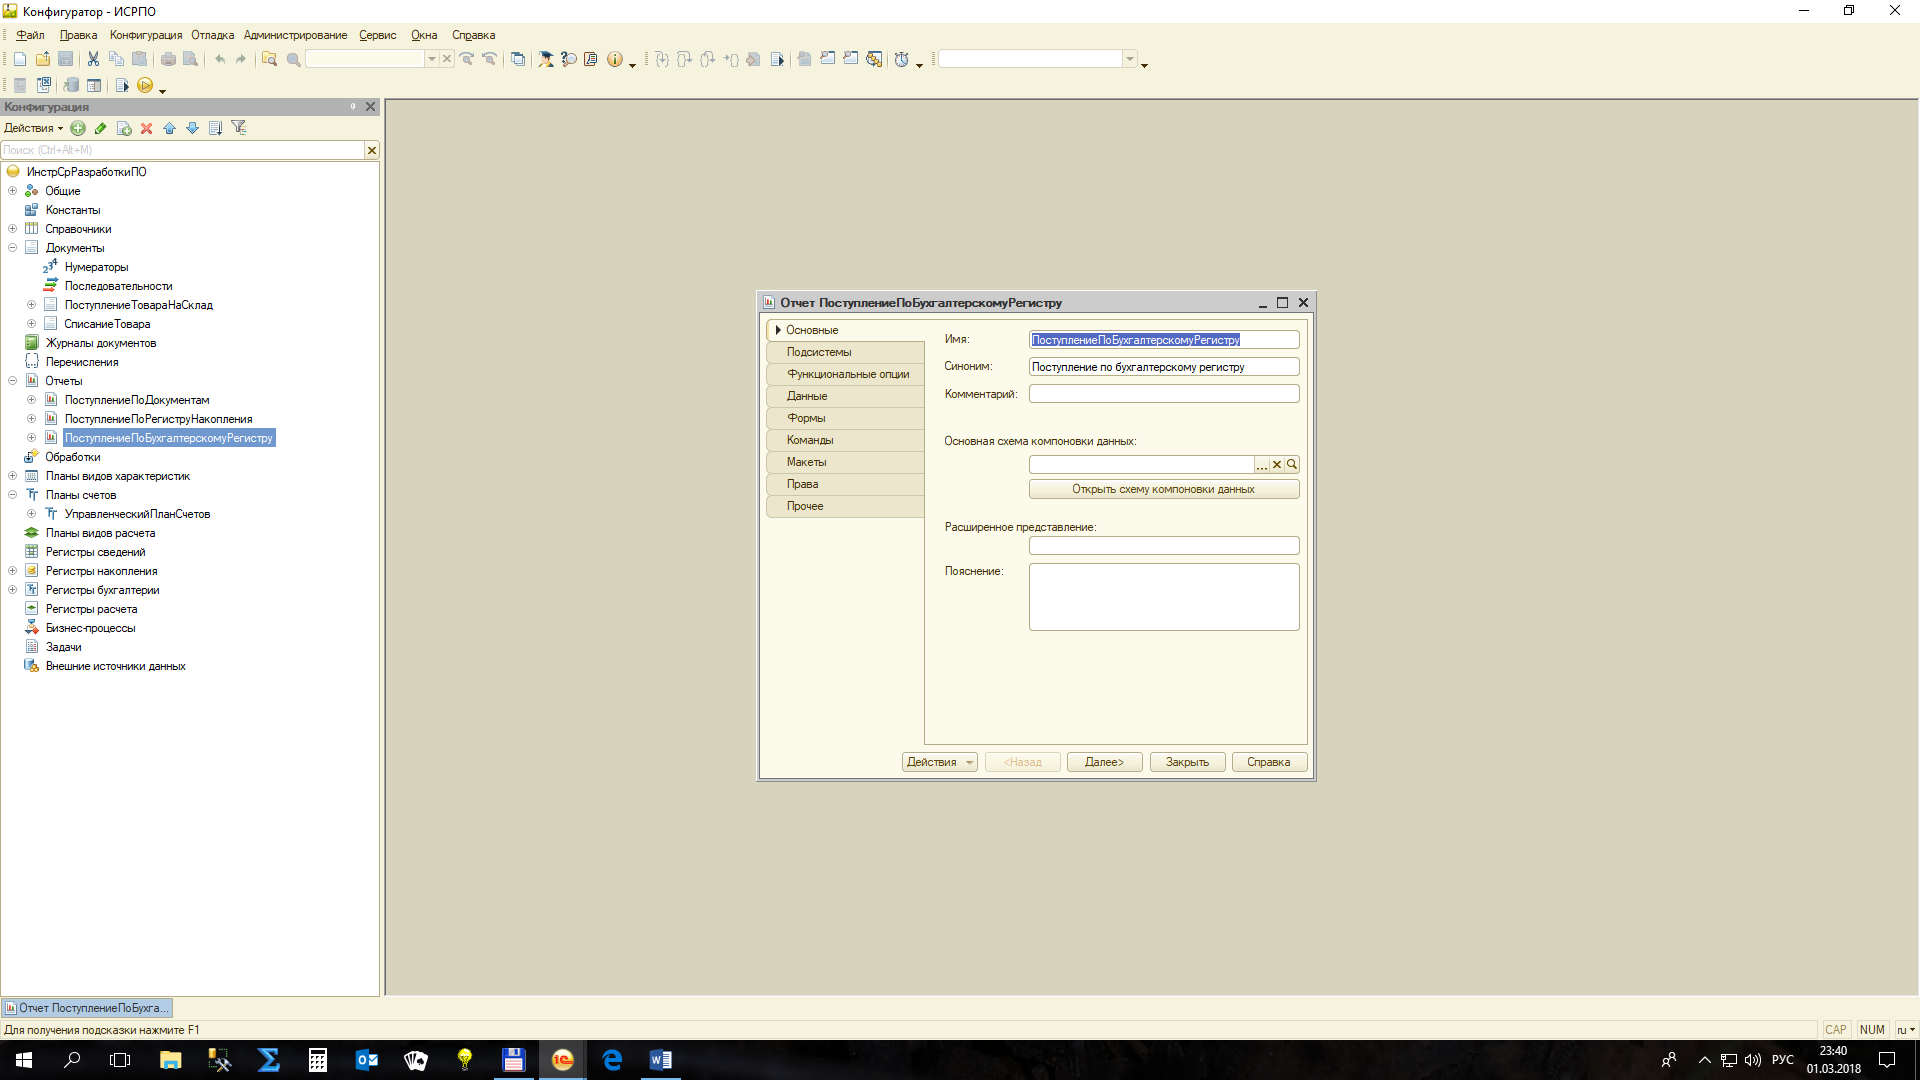 Конфигуратор - ИСРПО
Файл Правка Конфигурация Отладка Администрирование Сервис Окна Справка
Конфигурация
Действия
Поиск (Ctrl+Alt+M)
ИнстрСрРазработкиПО
Общие
Константы
Справочники
Документы
Нумераторы
Последовательности
ПоступлениеТовараНаСклад
СписаниеТовара
Журналы документов
Перечисления
Отчеты
ПоступлениеПоДокументам
ПоступлениеПоРегиструНакопления
ПоступлениеПоБухгалтерскомуРегистру
Обработки
Планы видов характеристик
Планы счетов
УправленческийПланСчетов
Планы видов расчета
Регистры сведений
Регистры накопления
Регистры бухгалтерии
Регистры расчета
Бизнес-процессы
Задачи
Внешние источники данных
Отчет ПоступлениеПоБухгалтерскомуРегистру
Основные
Подсистемы
Функциональные опции
Данные
Формы
Команды
Макеты
Права
Прочее
Имя: ПоступлениеПоБухгалтерскомуРегистру
Синоним: Поступление по бухгалтерскому регистру
Комментарий:
Основная схема компоновки данных:
...
Открыть схему компоновки данных
Расширенное представление:
Пояснение:
Действия <Назад Далее> Закрыть Справка
Отчет ПоступлениеПоБухга...
Для получения подсказки нажмите F1
CAP NUM ru
РУС
23:40
01.03.2018